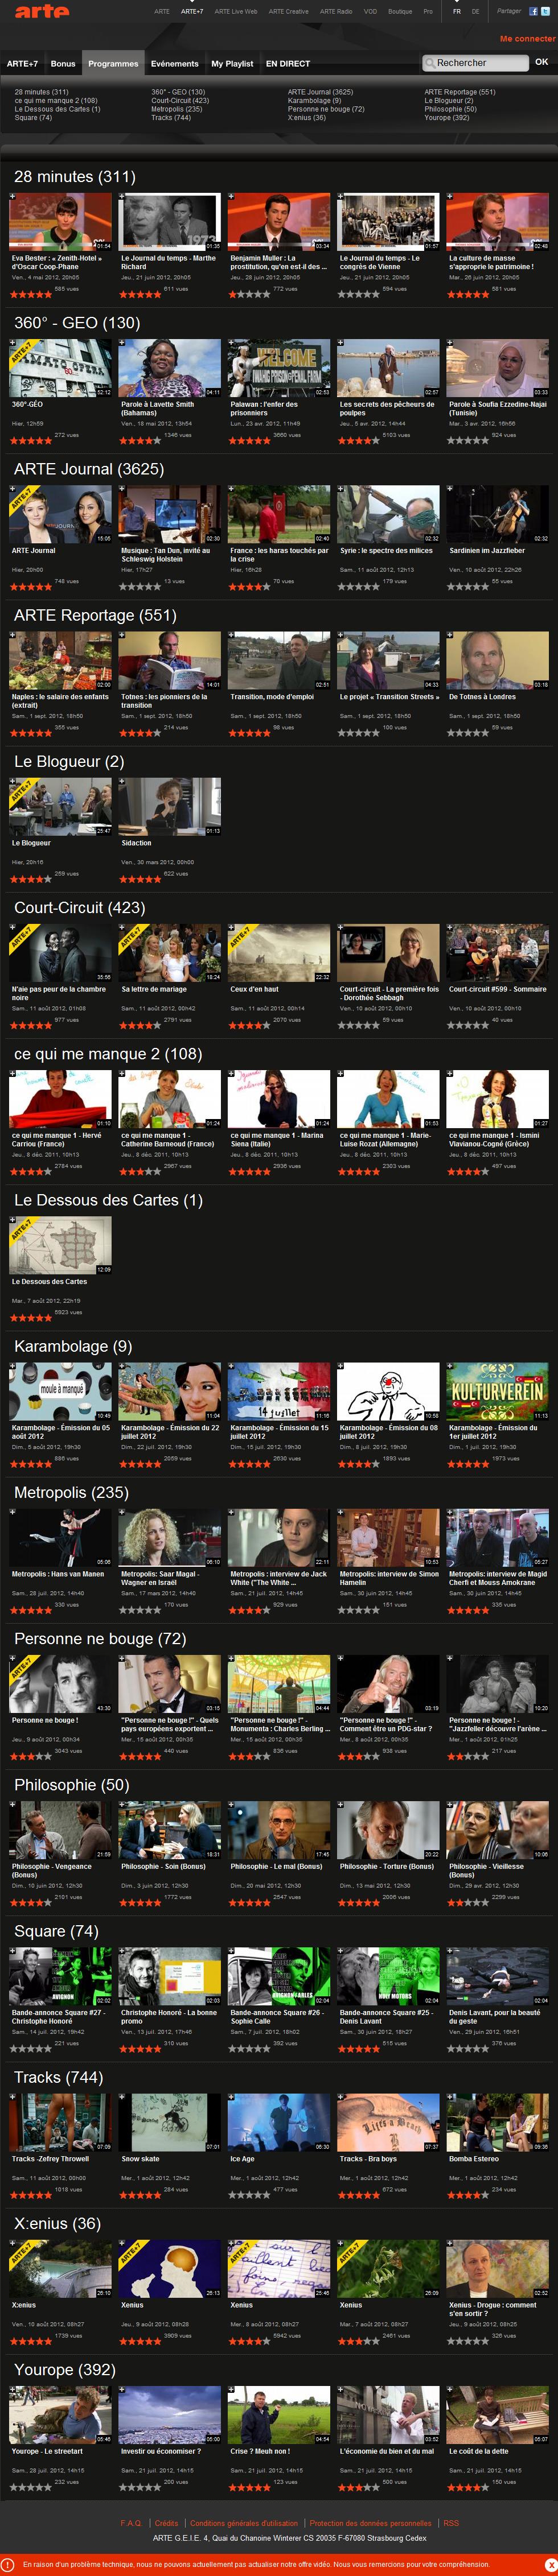 arte
ARTE
ARTE+7
ARTE Live Web
ARTE Creative
ARTE Radio
VOD
Boutique
Pro
FR
DE
Partager
Me connecter
ARTE+7
Bonus
Programmes
Evénements
My Playlist
EN DIRECT
Rechercher
OK
28 minutes (311)
ce qui me manque 2 (108)
Le Dessous des Cartes (1)
Square (74)
360° - GEO (130)
Court-Circuit (423)
Metropolis (235)
Tracks (744)
ARTE Journal (3625)
Karambolage (9)
Personne ne bouge (72)
X:enius (36)
ARTE Reportage (551)
Le Blogueur (2)
Philosophie (50)
Yourope (392)
28 minutes (311)
Eva Bester : « Zenith-Hotel » d'Oscar Coop-Phane
Ven., 4 mai 2012, 20h05
585 vues
Le Journal du temps - Marthe Richard
Jeu., 21 juin 2012, 20h05
611 vues
Benjamin Muller : La prostitution, qu'en est-il des ...
Jeu., 28 juin 2012, 20h05
772 vues
Le Journal du temps - Le congrès de Vienne
Jeu., 21 juin 2012, 20h05
594 vues
La culture de masse s'approprie le patrimoine !
Mar., 26 juin 2012, 20h05
581 vues
360° - GEO (130)
360°-GÉO
Hier, 12h59
272 vues
Parole à Lavette Smith (Bahamas)
Ven., 18 mai 2012, 13h54
1346 vues
Palawan : l'enfer des prisonniers
Lun., 23 avr. 2012, 11h49
3660 vues
Les secrets des pêcheurs de poulpes
Jeu., 5 avr. 2012, 14h44
5103 vues
Parole à Soufia Ezzedine-Najai (Tunisie)
Mar., 3 avr. 2012, 16h56
924 vues
ARTE Journal (3625)
ARTE Journal
Hier, 20h00
748 vues
Musique : Tan Dun, invité au Schleswig Holstein
Hier, 17h27
13 vues
France : les haras touchés par la crise
Hier, 16h28
70 vues
Syrie : le spectre des milices
Sam., 11 août 2012, 12h13
179 vues
Sardinien im Jazzfieber
Ven., 10 août 2012, 22h26
55 vues
ARTE Reportage (551)
Naples : le salaire des enfants (extrait)
Sam., 1 sept. 2012, 18h50
355 vues
Totnes : les pionniers de la transition
Sam., 1 sept. 2012, 18h50
214 vues
Transition, mode d'emploi
Sam., 1 sept. 2012, 18h50
98 vues
Le projet « Transition Streets »
Sam., 1 sept. 2012, 18h50
100 vues
De Totnes à Londres
Sam., 1 sept. 2012, 18h50
59 vues
Le Blogueur (2)
Le Blogueur
Hier, 20h16
259 vues
Sidaction
Ven., 30 mars 2012, 00h00
622 vues
Court-Circuit (423)
N'aie pas peur de la chambre noire
Sam., 11 août 2012, 01h08
977 vues
Sa lettre de mariage
Sam., 11 août 2012, 00h42
2791 vues
Ceux d'en haut
Sam., 11 août 2012, 00h14
2070 vues
Court-circuit - La première fois - Dorothée Sebbagh
Ven., 10 août 2012, 00h10
59 vues
Court-circuit #599 - Sommaire
Ven., 10 août 2012, 00h10
40 vues
ce qui me manque 2 (108)
ce qui me manque 1 - Hervé Carriou (France)
Jeu., 8 déc. 2011, 10h13
2784 vues
ce qui me manque 1 - Catherine Barneoud (France)
Jeu., 8 déc. 2011, 10h13
2967 vues
ce qui me manque 1 - Marina Siena (Italie)
Jeu., 8 déc. 2011, 10h13
2936 vues
ce qui me manque 1 - Marie-Luise Rozat (Allemagne)
Jeu., 8 déc. 2011, 10h13
2303 vues
ce qui me manque 1 - Ismini Vlavianou-Cogné (Grèce)
Jeu., 8 déc. 2011, 10h13
497 vues
Le Dessous des Cartes (1)
Le Dessous des Cartes
Mar., 7 août 2012, 22h19
5923 vues
Karambolage (9)
moule à manqué
Karambolage - Émission du 05 août 2012
Dim., 5 août 2012, 19h30
886 vues
Karambolage - Émission du 22 juillet 2012
Dim., 22 juil. 2012, 19h30
2059 vues
14 juillet
Karambolage - Émission du 15 juillet 2012
Dim., 15 juil. 2012, 19h30
2630 vues
Karambolage - Émission du 08 juillet 2012
Dim., 8 juil. 2012, 19h30
1893 vues
KULTURVEREIN
Karambolage - Émission du 1er juillet 2012
Dim., 1 juil. 2012, 19h30
1973 vues
Metropolis (235)
Metropolis : Hans van Manen
Sam., 28 juil. 2012, 14h40
330 vues
Metropolis: Saar Magal - Wagner en Israël
Sam., 17 mars 2012, 14h40
170 vues
Metropolis : interview de Jack White ("The White ...
Sam., 21 juil. 2012, 14h45
929 vues
Metropolis: interview de Simon Hamelin
Sam., 30 juin 2012, 14h45
151 vues
Metropolis: interview de Magid Cherfi et Mouss Amokrane
Sam., 30 juin 2012, 14h45
335 vues
Personne ne bouge (72)
Personne ne bouge !
Jeu., 9 août 2012, 00h34
3043 vues
"Personne ne bouge !" - Quels pays européens exportent ...
Mer., 15 août 2012, 00h35
440 vues
"Personne ne bouge !" - Monumenta : Charles Berling ...
Mer., 15 août 2012, 00h35
836 vues
"Personne ne bouge !" - Comment être un PDG-star ?
Mer., 8 août 2012, 00h35
938 vues
Personne ne bouge ! - "Jazzfeller découvre l'arène ...
Mer., 1 août 2012, 01h25
217 vues
Philosophie (50)
Philosophie - Vengeance (Bonus)
Dim., 10 juin 2012, 12h30
2101 vues
Philosophie - Soin (Bonus)
Dim., 3 juin 2012, 12h30
1772 vues
Philosophie - Le mal (Bonus)
Dim., 20 mai 2012, 12h30
2547 vues
Philosophie - Torture (Bonus)
Dim., 13 mai 2012, 12h30
2006 vues
Philosophie - Vieillesse (Bonus)
Dim., 29 avr. 2012, 12h30
2299 vues
Square (74)
Bande-annonce Square #27 - Christophe Honoré
Sam., 14 juil. 2012, 19h42
221 vues
Christophe Honoré - La bonne promo
Ven., 13 juil. 2012, 17h46
310 vues
Bande-annonce Square #26 - Sophie Calle
Sam., 7 juil. 2012, 18h02
392 vues
HOLY MOTORS
Bande-annonce Square #25 - Denis Lavant
Sam., 30 juin 2012, 18h27
515 vues
Denis Lavant, pour la beauté du geste
Ven., 29 juin 2012, 16h51
376 vues
Tracks (744)
Tracks -Zefrey Throwell
Sam., 11 août 2012, 00h00
1018 vues
Snow skate
Mer., 1 août 2012, 12h42
284 vues
Ice Age
Mer., 1 août 2012, 12h42
477 vues
Tracks - Bra boys
Mer., 1 août 2012, 12h42
672 vues
Bomba Estereo
Mer., 1 août 2012, 12h42
234 vues
X:enius (36)
X:enius
Ven., 10 août 2012, 08h27
1739 vues
Xenius
Jeu., 9 août 2012, 08h28
3909 vues
Xenius
Mer., 8 août 2012, 08h27
5942 vues
Xenius
Mar., 7 août 2012, 08h27
2461 vues
Xenius - Drogue : comment s'en sortir ?
Jeu., 9 août 2012, 08h25
326 vues
Yourope (392)
Yourope - Le streetart
Sam., 28 juil. 2012, 14h15
232 vues
Investir ou économiser ?
Sam., 21 juil. 2012, 14h15
200 vues
Crise ? Meuh non !
Sam., 21 juil. 2012, 14h15
123 vues
L'économie du bien et du mal
Sam., 21 juil. 2012, 14h15
500 vues
Le coût de la dette
Sam., 21 juil. 2012, 14h15
150 vues
F.A.Q.
Crédits
Conditions générales d'utilisation
Protection des données personnelles
RSS
ARTE G.E.I.E. 4, Quai du Chanoine Winterer CS 20035 F-67080 Strasbourg Cedex
En raison d'un problème technique, nous ne pouvons actuellement pas actualiser notre offre vidéo. Nous vous remercions pour votre compréhension.